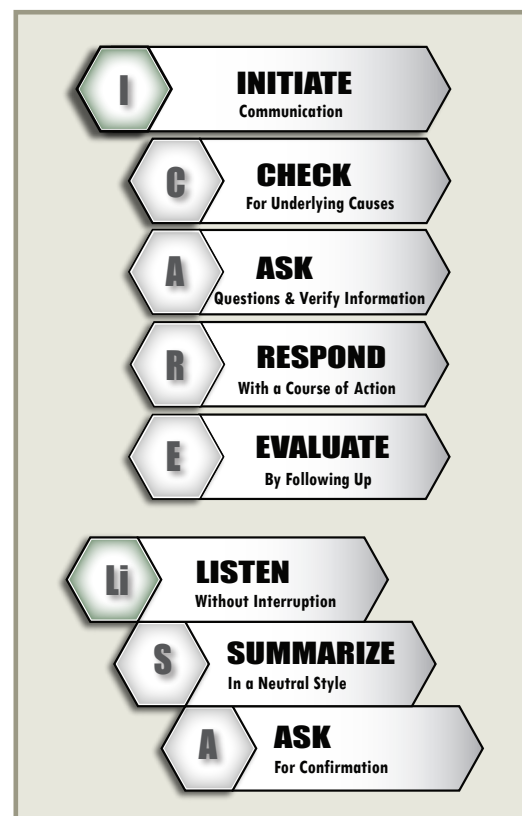 I
INITIATE
Communication
C
CHECK
For Underlying Causes
A
ASK
Questions & Verify Information
R
RESPOND
With a Course of Action
E
EVALUATE
By Following Up
Li
LISTEN
Without Interruption
S
SUMMARIZE
In a Neutral Style
A
ASK
For Confirmation